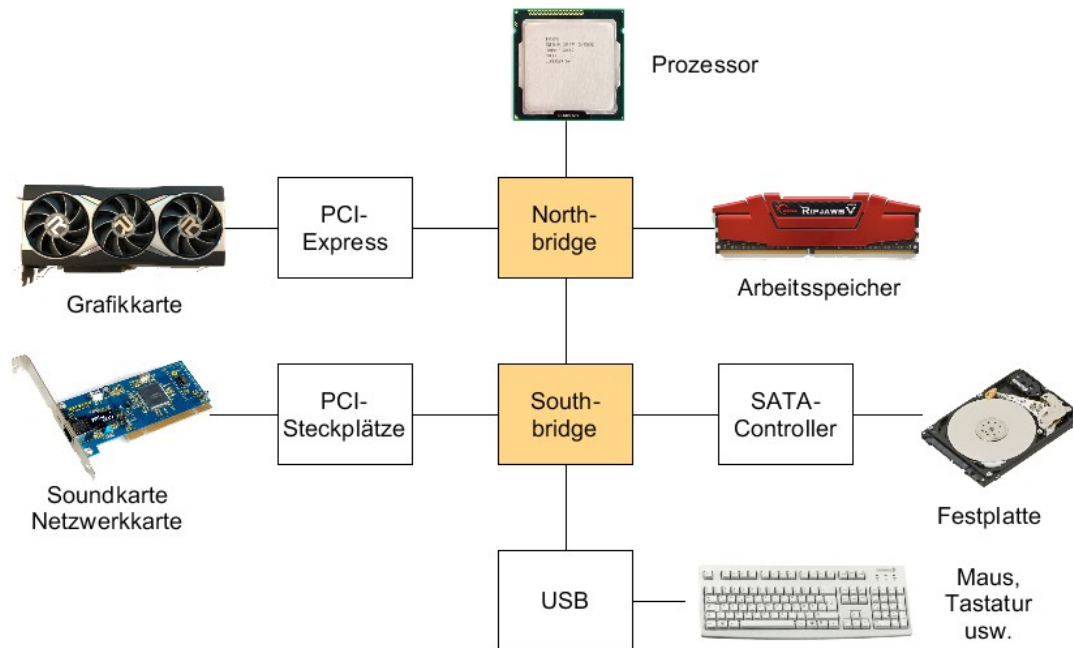 Prozessor
PCI-
Express
North-
bridge
RIPJAWS V
Grafikkarte
Arbeitsspeicher
PCI-
Steckplätze
South-
bridge
SATA-
Controller
Soundkarte
Netzwerkkarte
Festplatte
USB
Maus,
Tastatur
usw.